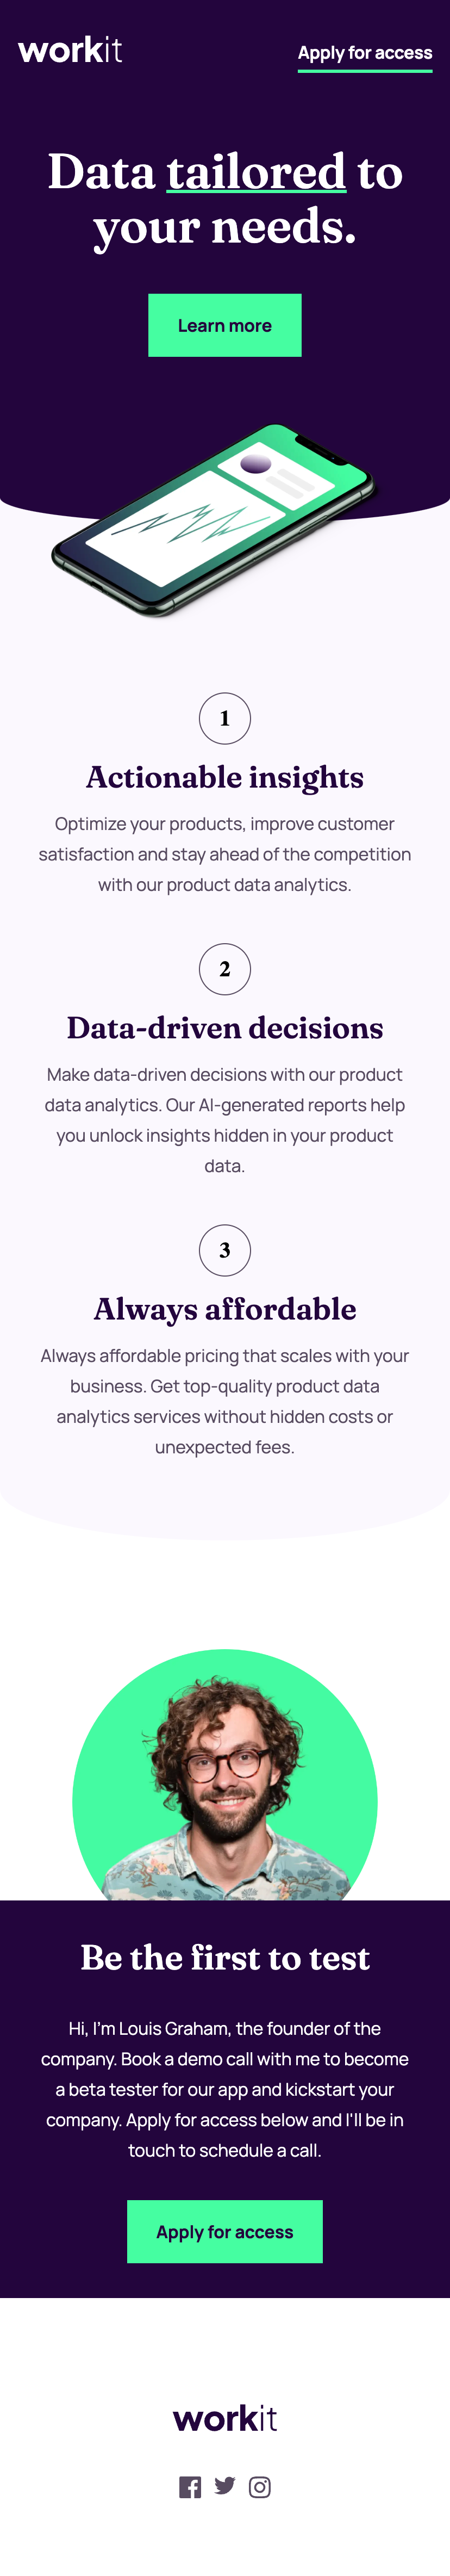 workit
Apply for access
Data tailored to
your needs.
Learn more
1
Actionable insights
Optimize your products, improve customer
satisfaction and stay ahead of the competition
with our product data analytics.
2
Data-driven decisions
Make data-driven decisions with our product
data analytics. Our AI-generated reports help
you unlock insights hidden in your product
data.
3
Always affordable
Always affordable pricing that scales with your
business. Get top-quality product data
analytics services without hidden costs or
unexpected fees.
Be the first to test
Hi, I'm Louis Graham, the founder of the
company. Book a demo call with me to become
a beta tester for our app and kickstart your
company. Apply for access below and I'll be in
touch to schedule a call.
Apply for access
workit